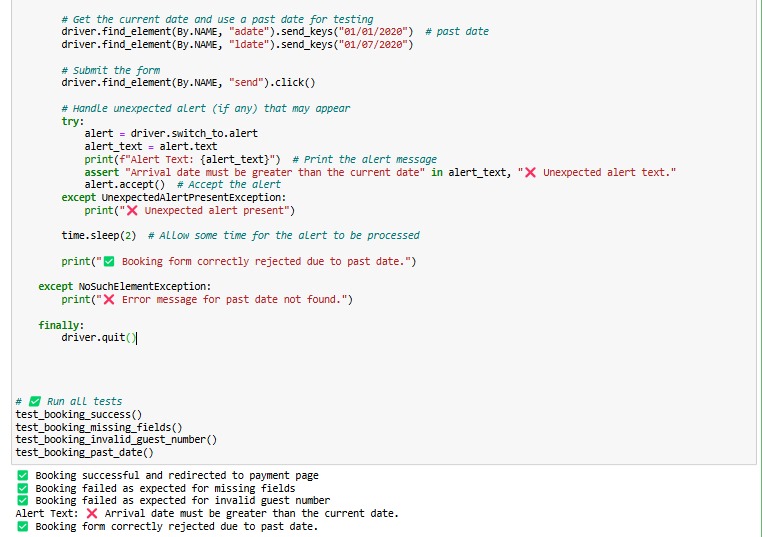 # Get the current date and use a past date for testing
driver.find_element(By.NAME, "adate").send_keys("01/01/2020")  # past date
driver.find_element(By.NAME, "ldate").send_keys("01/07/2020")
# Submit the form
driver.find_element(By.NAME, "send").click()
# Handle unexpected alert (if any) that may appear
try:
alert = driver.switch_to.alert
alert_text = alert.text
print(f"Alert Text: {alert_text}")  # Print the alert message
assert "Arrival date must be greater than the current date" in alert_text, "❌ Unexpected alert text."
alert.accept()  # Accept the alert
except UnexpectedAlertPresentException:
print("❌ Unexpected alert present")
time.sleep(2)  # Allow some time for the alert to be processed
print("✅ Booking form correctly rejected due to past date.")
except NoSuchElementException:
print("❌ Error message for past date not found.")
finally:
driver.quit()
# ✅ Run all tests
test_booking_success()
test_booking_missing_fields()
test_booking_invalid_guest_number()
test_booking_past_date()
✅ Booking successful and redirected to payment page
✅ Booking failed as expected for missing fields
✅ Booking failed as expected for invalid guest number
Alert Text: ❌ Arrival date must be greater than the current date.
✅ Booking form correctly rejected due to past date.